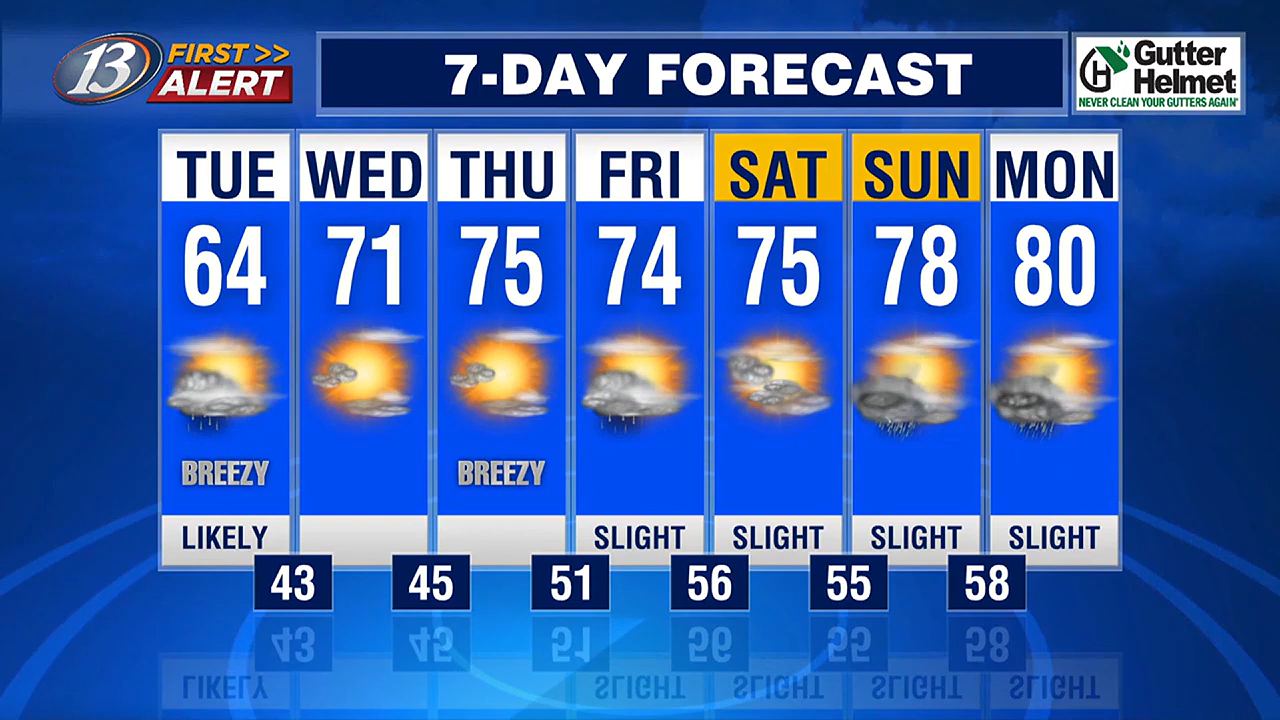 13 FIRST >>
ALERT
7-DAY FORECAST
Gutter
Helmet
NEVER CLEAN YOUR GUTTERS AGAIN®
TUE WED THU FRI SAT SUN MON
64 71 75 74 75 78 80
BREEZY BREEZY
LIKELY SLIGHT SLIGHT SLIGHT SLIGHT
43 45 51 56 55 58